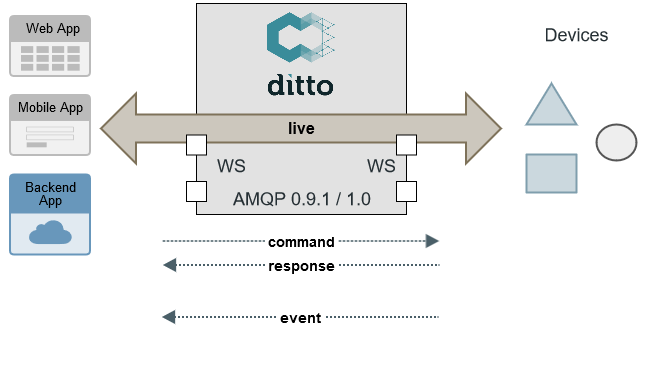 Web App
Mobile App
Backend
App
ditto
live
WS
WS
AMQP 0.9.1 / 1.0
command
response
event
Devices